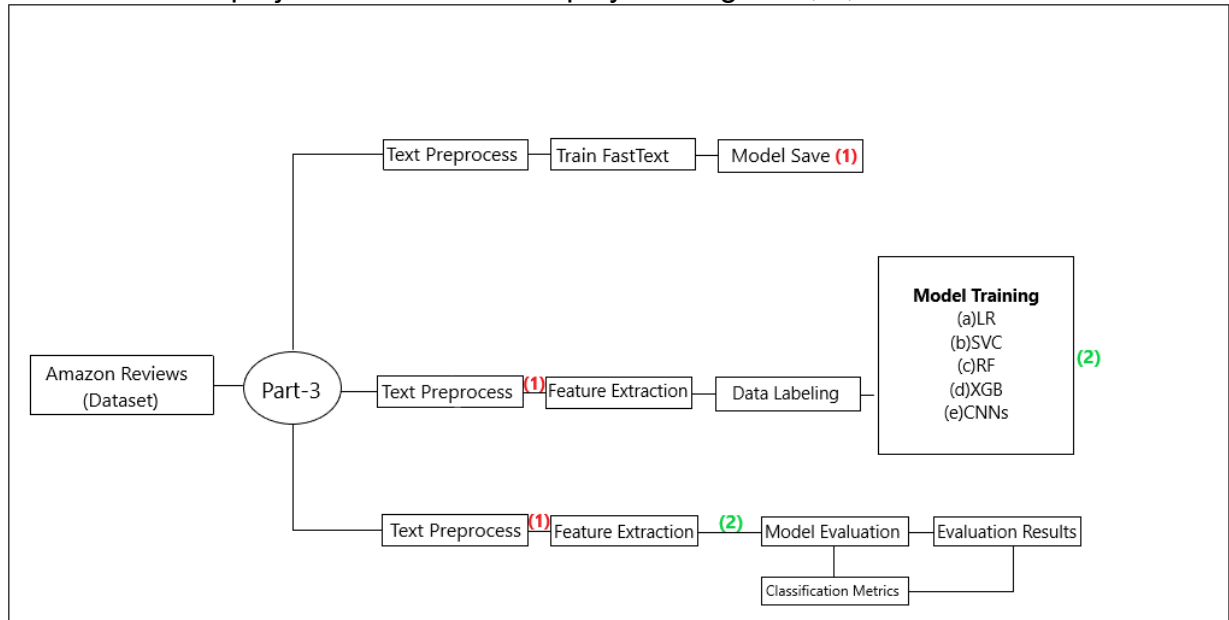 Text Preprocess
Train FastText
Model Save (1)
Amazon Reviews
(Dataset)
Part-3
Text Preprocess
(1)
Feature Extraction
Data Labeling
Model Training
(a)LR
(b)SVC
(c)RF
(d)XGB
(e)CNNs
(2)
Text Preprocess
(1)
Feature Extraction
(2)
Model Evaluation
Evaluation Results
Classification Metrics